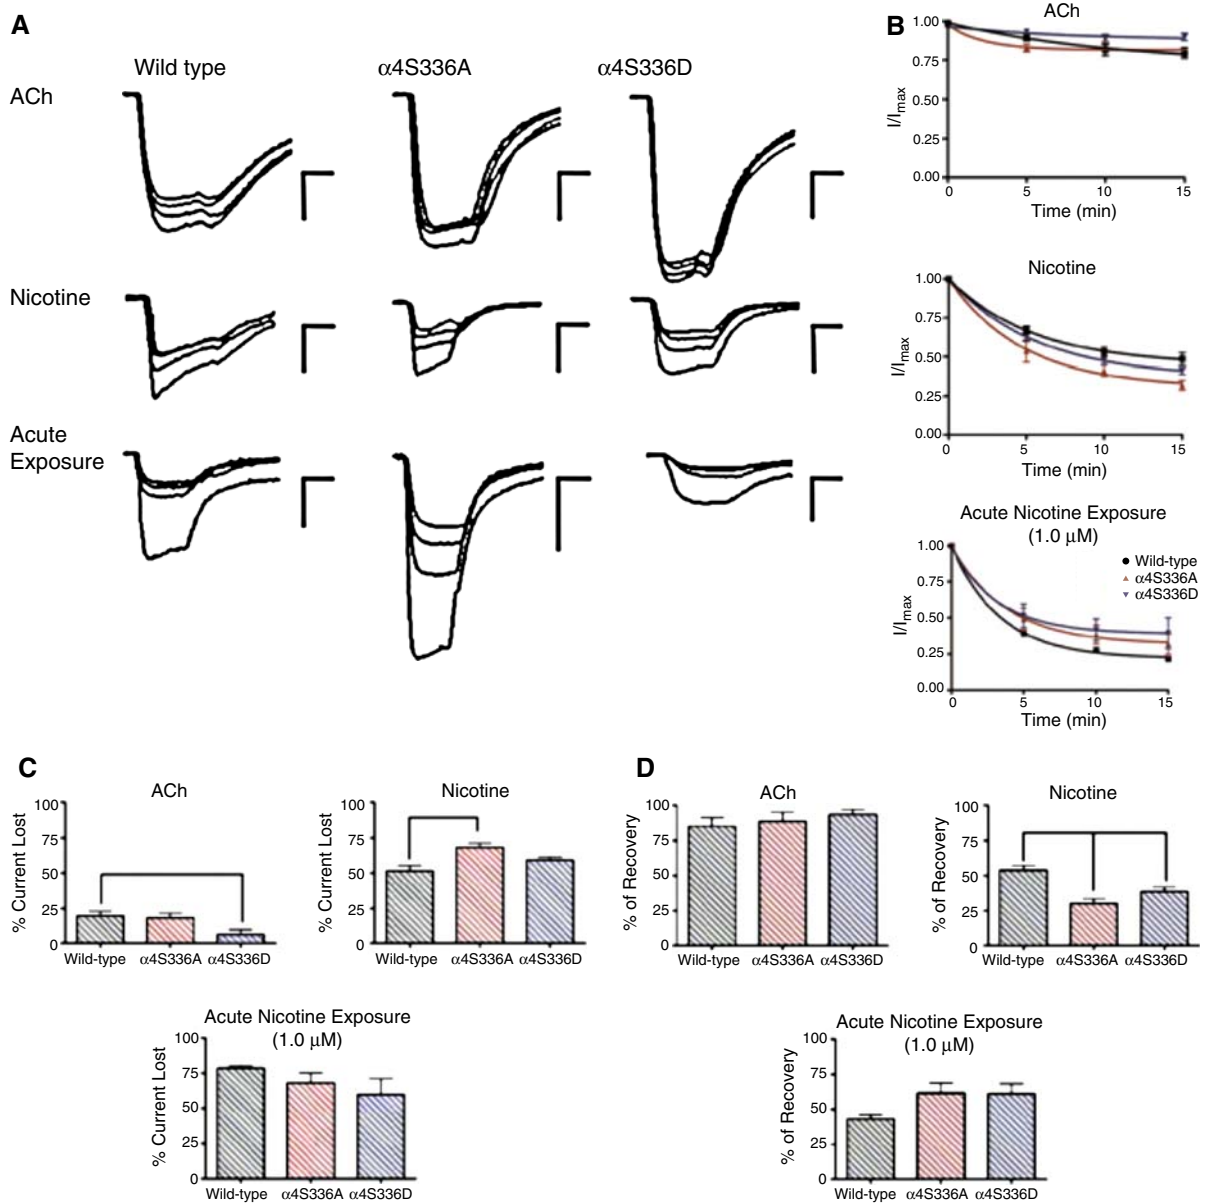 A
Wild type
α4S336A
α4S336D
ACh
Nicotine
Acute
Exposure
B
ACh
1.00
0.75
0.50
0.25
0.00
I/Imax
0
5
10
15
Time (min)
Nicotine
1.00
0.75
0.50
0.25
0.00
I/Imax
0
5
10
15
Time (min)
Acute Nicotine Exposure
(1.0 µM)
1.00
0.75
0.50
0.25
0.00
I/Imax
Wild-type
α4S336A
α4S336D
0
5
10
15
Time (min)
C
ACh
% Current Lost
100
75
50
25
0
Wild-type
α4S336A
α4S336D
Nicotine
% Current Lost
100
75
50
25
0
Wild-type
α4S336A
α4S336D
Acute Nicotine Exposure
(1.0 µM)
% Current Lost
100
75
50
25
0
Wild-type
α4S336A
α4S336D
D
ACh
% of Recovery
100
75
50
25
0
Wild-type
α4S336A
α4S336D
Nicotine
% of Recovery
100
75
50
25
0
Wild-type
α4S336A
α4S336D
Acute Nicotine Exposure
(1.0 µM)
% of Recovery
100
75
50
25
0
Wild-type
α4S336A
α4S336D